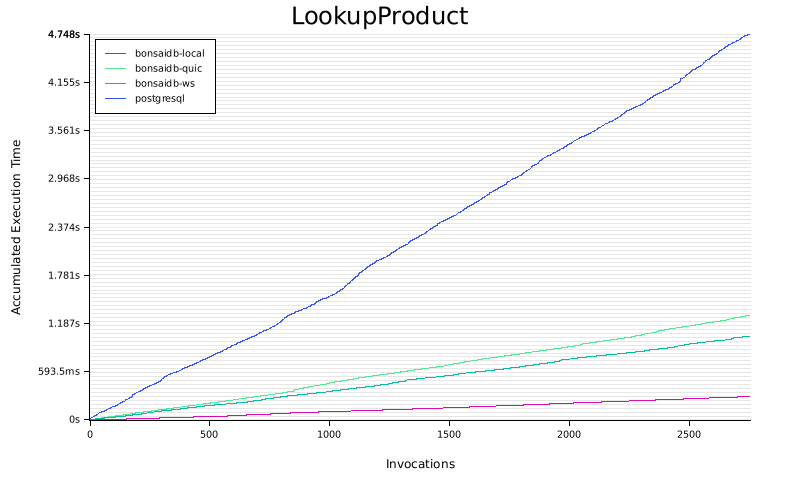 LookupProduct
4.748s
bonsaidb-local
bonsaidb-quic
bonsaidb-ws
postgresql
4.155s
3.561s
2.968s
2.374s
1.781s
1.187s
593.5ms
0s
Accumulated Execution Time
0 500 1000 1500 2000 2500
Invocations